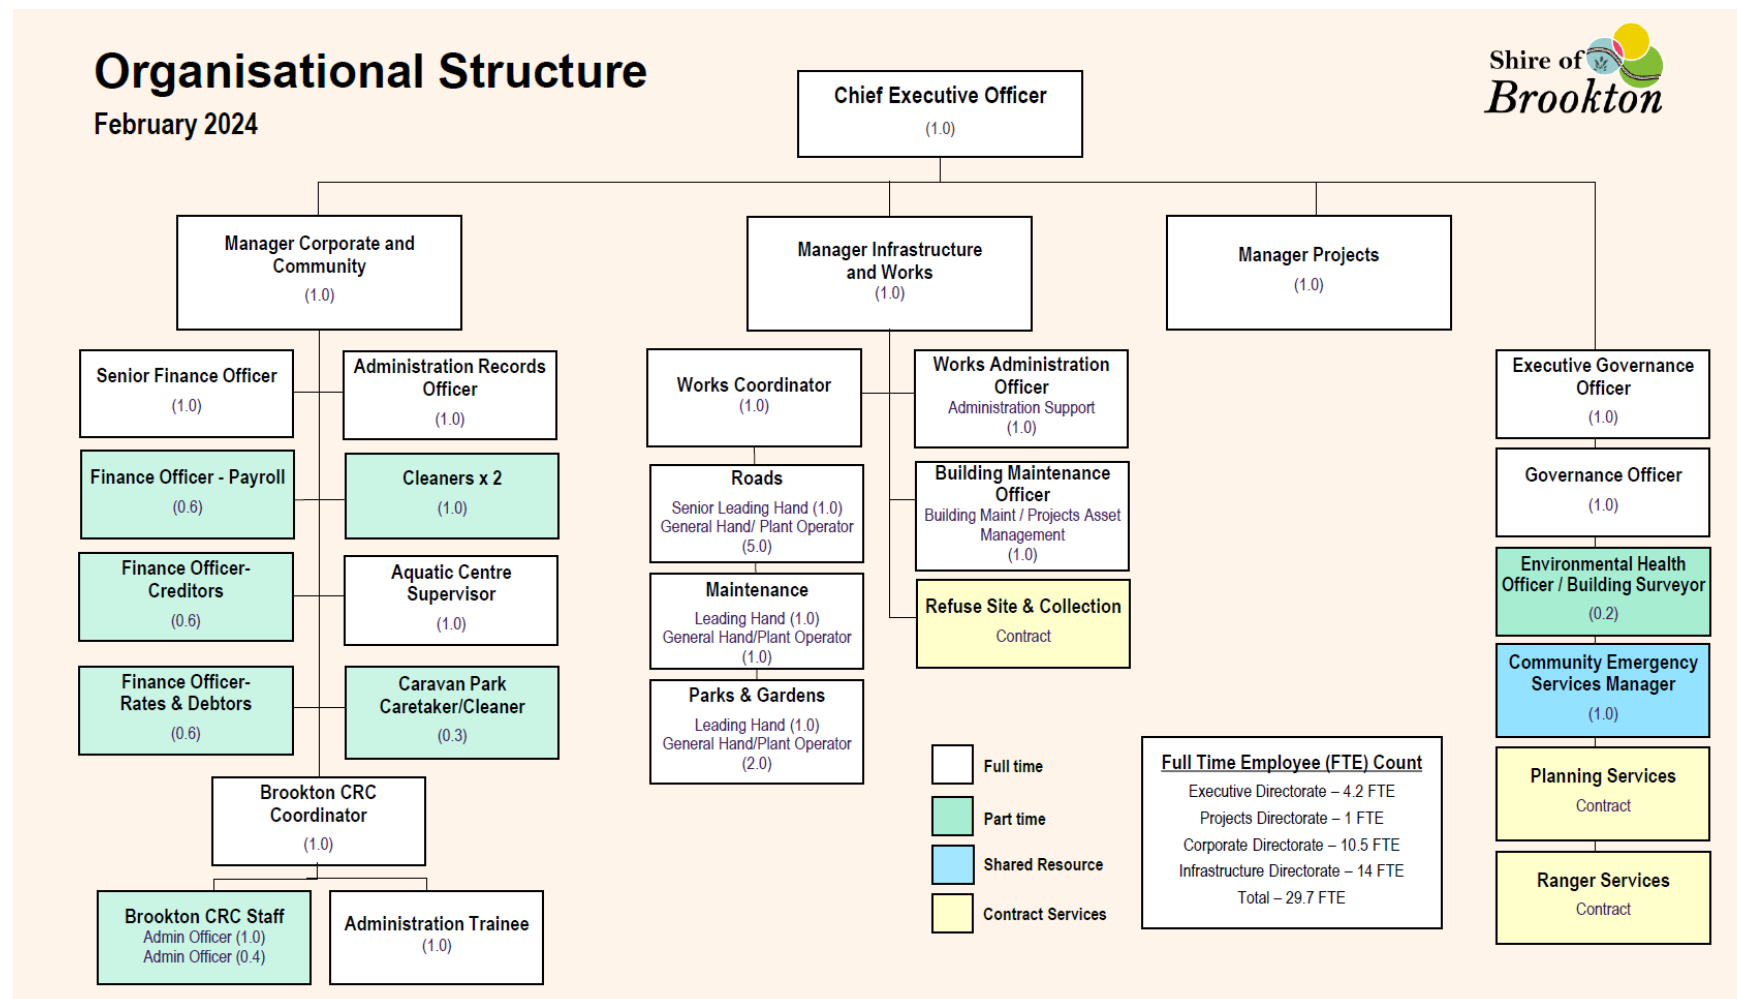 Organisational Structure
February 2024
Shire of
Brookton
Chief Executive Officer
(1.0)
Manager Corporate and
Community
(1.0)
Manager Infrastructure
and Works
(1.0)
Manager Projects
(1.0)
Senior Finance Officer
(1.0)
Administration Records
Officer
(1.0)
Finance Officer - Payroll
(0.6)
Cleaners x 2
(1.0)
Finance Officer-
Creditors
(0.6)
Aquatic Centre
Supervisor
(1.0)
Finance Officer-
Rates & Debtors
(0.6)
Caravan Park
Caretaker/Cleaner
(0.3)
Brookton CRC
Coordinator
(1.0)
Brookton CRC Staff
Admin Officer (1.0)
Admin Officer (0.4)
Administration Trainee
(1.0)
Works Coordinator
(1.0)
Works Administration
Officer
Administration Support
(1.0)
Roads
Senior Leading Hand (1.0)
General Hand/ Plant Operator
(5.0)
Building Maintenance
Officer
Building Maint / Projects Asset
Management
(1.0)
Maintenance
Leading Hand (1.0)
General Hand/Plant Operator
(1.0)
Refuse Site & Collection
Contract
Parks & Gardens
Leading Hand (1.0)
General Hand/Plant Operator
(2.0)
Executive Governance
Officer
(1.0)
Governance Officer
(1.0)
Environmental Health
Officer / Building Surveyor
(0.2)
Community Emergency
Services Manager
(1.0)
Planning Services
Contract
Ranger Services
Contract
Full time
Part time
Shared Resource
Contract Services
Full Time Employee (FTE) Count
Executive Directorate – 4.2 FTE
Projects Directorate – 1 FTE
Corporate Directorate – 10.5 FTE
Infrastructure Directorate – 14 FTE
Total – 29.7 FTE